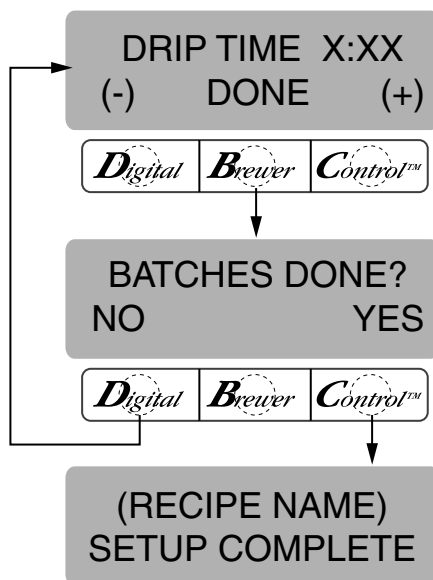 DRIP TIME X:XX
(-) DONE (+)
Digital Brewer Control™
BATCHES DONE?
NO YES
Digital Brewer Control™
(RECIPE NAME)
SETUP COMPLETE